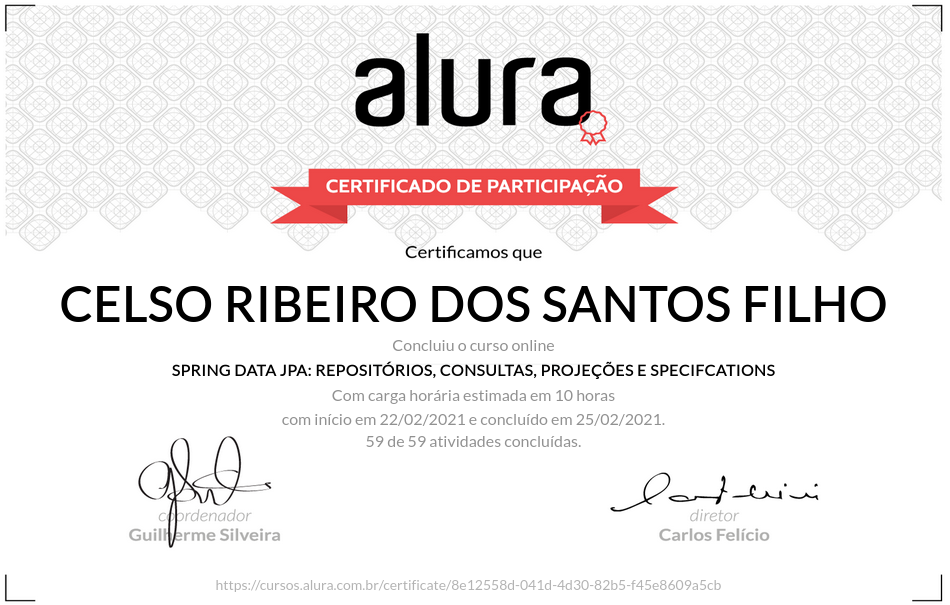 alura
CERTIFICADO DE PARTICIPAÇÃO
Certificamos que
CELSO RIBEIRO DOS SANTOS FILHO
Concluiu o curso online
SPRING DATA JPA: REPOSITÓRIOS, CONSULTAS, PROJEÇÕES E SPECIFCATIONS
Com carga horária estimada em 10 horas
com início em 22/02/2021 e concluído em 25/02/2021.
59 de 59 atividades concluídas.
coordenador
Guilherme Silveira
diretor
Carlos Felício
https://cursos.alura.com.br/certificate/8e12558d-041d-4d30-82b5-f45e8609a5cb